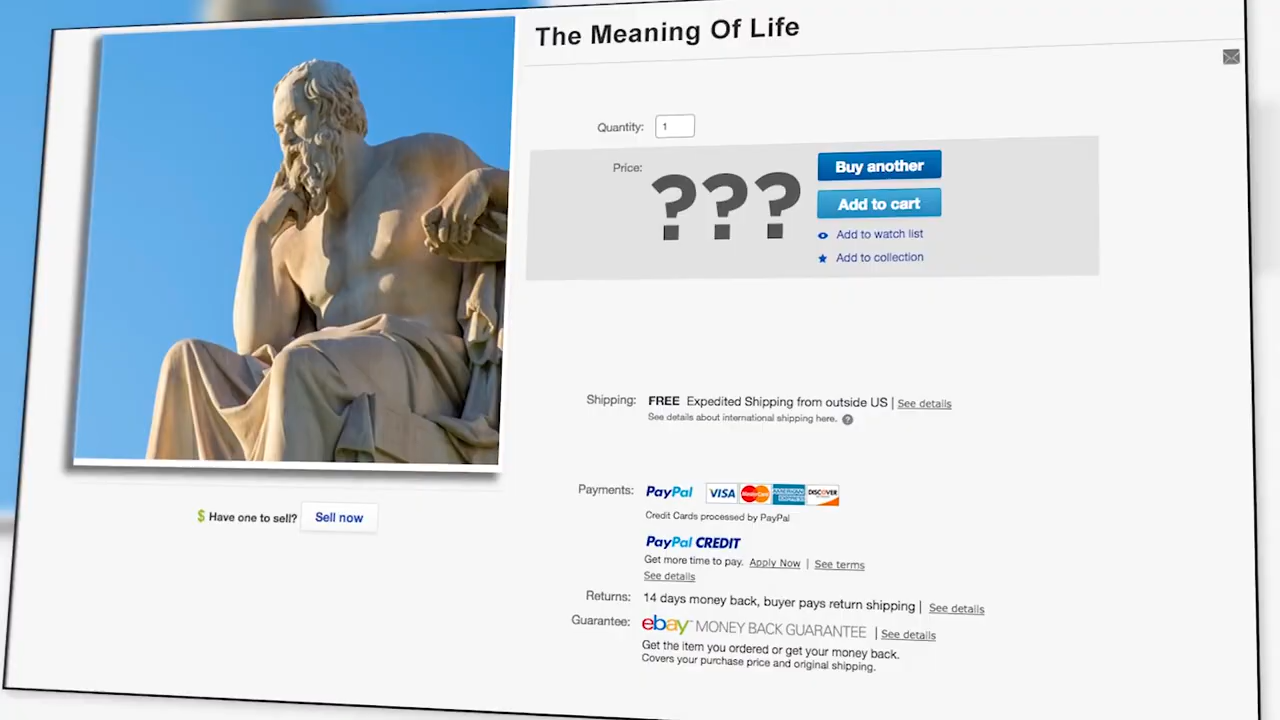 The Meaning Of Life
Quantity: 1
Price: ??? Buy another
Add to cart
Add to watch list
Add to collection
Shipping: FREE Expedited Shipping from outside US | See details
See details about international shipping here. ?
Payments: PayPal VISA MasterCard AMERICAN EXPRESS DISCOVER
Credit Cards processed by PayPal
PayPal CREDIT
Get more time to pay. Apply Now | See terms
See details
Returns: 14 days money back, buyer pays return shipping | See details
Guarantee: ebay™ MONEY BACK GUARANTEE | See details
Get the item you ordered or get your money back.
Covers your purchase price and original shipping.
$ Have one to sell? Sell now